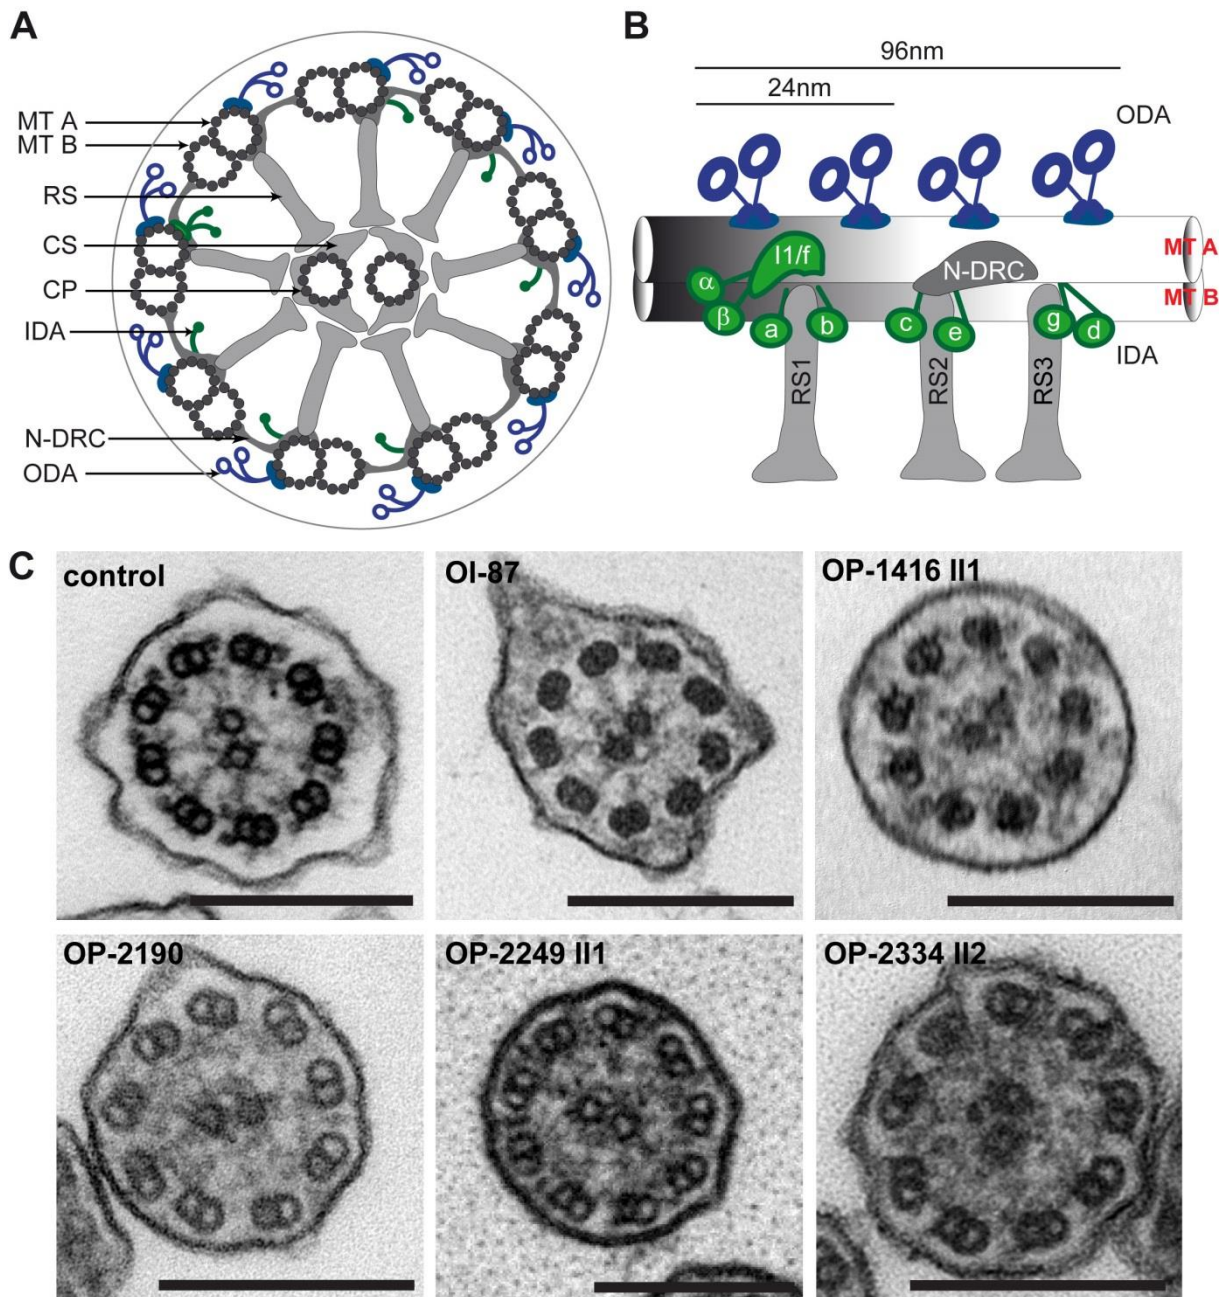 A
MT A
MT B
RS
CS
CP
IDA
N-DRC
ODA
B
96nm
24nm
ODA
MT A
I1/f
N-DRC
MT B
α
β
a
b
c
e
g
d
IDA
RS1
RS2
RS3
C
control
OI-87
OP-1416 II1
OP-2190
OP-2249 II1
OP-2334 II2